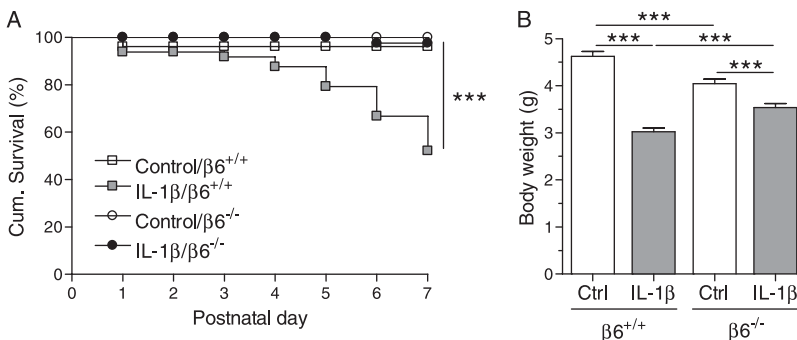 A
Cum. Survival (%)
100
80
60
40
20
0
0 1 2 3 4 5 6 7
Postnatal day
Control/β6+/+
IL-1β/β6+/+
Control/β6-/-
IL-1β/β6-/-
***
B
Body weight (g)
5
4
3
2
1
0
***
*** ***
***
Ctrl IL-1β Ctrl IL-1β
β6+/+ β6-/-